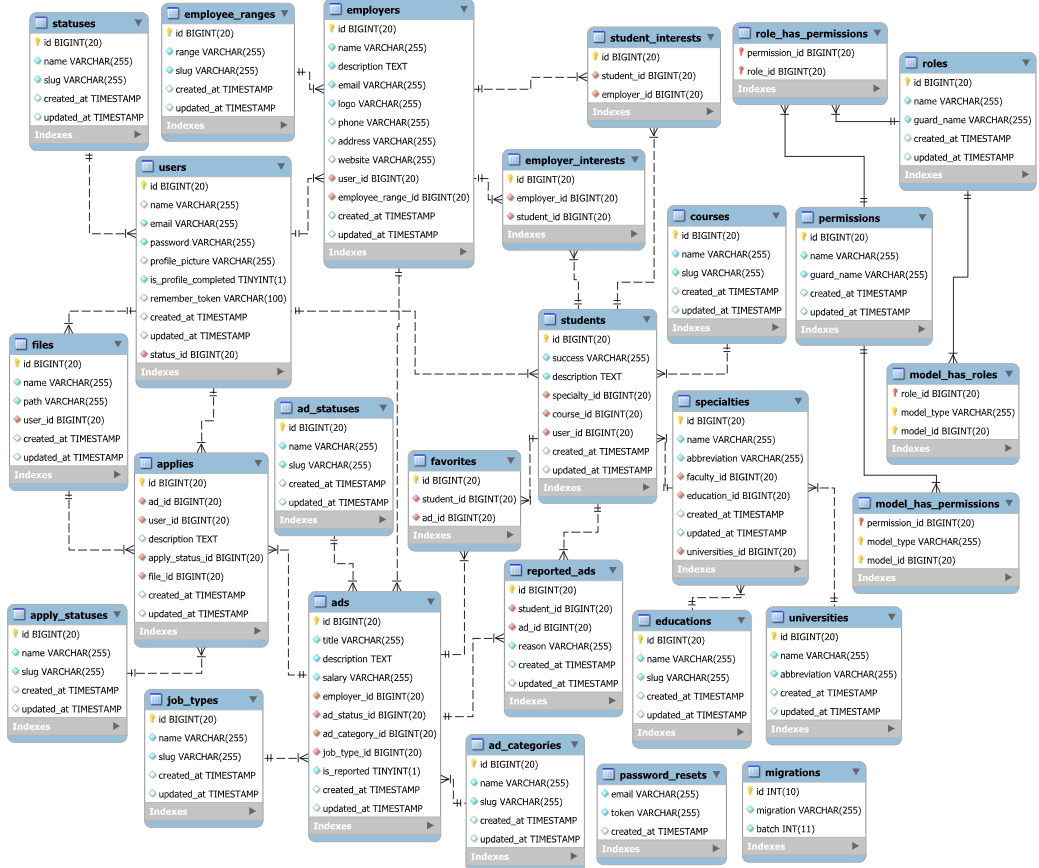 statuses
id BIGINT(20)
name VARCHAR(255)
slug VARCHAR(255)
created_at TIMESTAMP
updated_at TIMESTAMP
Indexes
employee_ranges
id BIGINT(20)
range VARCHAR(255)
slug VARCHAR(255)
created_at TIMESTAMP
updated_at TIMESTAMP
Indexes
employers
id BIGINT(20)
name VARCHAR(255)
description TEXT
email VARCHAR(255)
logo VARCHAR(255)
phone VARCHAR(255)
address VARCHAR(255)
website VARCHAR(255)
user_id BIGINT(20)
employee_range_id BIGINT(20)
created_at TIMESTAMP
updated_at TIMESTAMP
Indexes
student_interests
id BIGINT(20)
student_id BIGINT(20)
employer_id BIGINT(20)
Indexes
role_has_permissions
permission_id BIGINT(20)
role_id BIGINT(20)
Indexes
roles
id BIGINT(20)
name VARCHAR(255)
guard_name VARCHAR(255)
created_at TIMESTAMP
updated_at TIMESTAMP
Indexes
users
id BIGINT(20)
name VARCHAR(255)
email VARCHAR(255)
password VARCHAR(255)
profile_picture VARCHAR(255)
is_profile_completed TINYINT(1)
remember_token VARCHAR(100)
created_at TIMESTAMP
updated_at TIMESTAMP
status_id BIGINT(20)
Indexes
employer_interests
id BIGINT(20)
employer_id BIGINT(20)
student_id BIGINT(20)
Indexes
courses
id BIGINT(20)
name VARCHAR(255)
slug VARCHAR(255)
created_at TIMESTAMP
updated_at TIMESTAMP
Indexes
permissions
id BIGINT(20)
name VARCHAR(255)
guard_name VARCHAR(255)
created_at TIMESTAMP
updated_at TIMESTAMP
Indexes
files
id BIGINT(20)
name VARCHAR(255)
path VARCHAR(255)
user_id BIGINT(20)
created_at TIMESTAMP
updated_at TIMESTAMP
Indexes
students
id BIGINT(20)
success VARCHAR(255)
description TEXT
specialty_id BIGINT(20)
course_id BIGINT(20)
user_id BIGINT(20)
created_at TIMESTAMP
updated_at TIMESTAMP
Indexes
model_has_roles
role_id BIGINT(20)
model_type VARCHAR(255)
model_id BIGINT(20)
Indexes
ad_statuses
id BIGINT(20)
name VARCHAR(255)
slug VARCHAR(255)
created_at TIMESTAMP
updated_at TIMESTAMP
Indexes
specialties
id BIGINT(20)
name VARCHAR(255)
abbreviation VARCHAR(255)
faculty_id BIGINT(20)
education_id BIGINT(20)
created_at TIMESTAMP
updated_at TIMESTAMP
universities_id BIGINT(20)
Indexes
applies
id BIGINT(20)
ad_id BIGINT(20)
user_id BIGINT(20)
description TEXT
apply_status_id BIGINT(20)
file_id BIGINT(20)
created_at TIMESTAMP
updated_at TIMESTAMP
Indexes
favorites
id BIGINT(20)
student_id BIGINT(20)
ad_id BIGINT(20)
Indexes
model_has_permissions
permission_id BIGINT(20)
model_type VARCHAR(255)
model_id BIGINT(20)
Indexes
reported_ads
id BIGINT(20)
student_id BIGINT(20)
ad_id BIGINT(20)
reason VARCHAR(255)
created_at TIMESTAMP
updated_at TIMESTAMP
Indexes
apply_statuses
id BIGINT(20)
name VARCHAR(255)
slug VARCHAR(255)
created_at TIMESTAMP
updated_at TIMESTAMP
Indexes
ads
id BIGINT(20)
title VARCHAR(255)
description TEXT
salary VARCHAR(255)
employer_id BIGINT(20)
ad_status_id BIGINT(20)
ad_category_id BIGINT(20)
job_type_id BIGINT(20)
is_reported TINYINT(1)
created_at TIMESTAMP
updated_at TIMESTAMP
Indexes
educations
id BIGINT(20)
name VARCHAR(255)
slug VARCHAR(255)
created_at TIMESTAMP
updated_at TIMESTAMP
Indexes
universities
id BIGINT(20)
name VARCHAR(255)
abbreviation VARCHAR(255)
created_at TIMESTAMP
updated_at TIMESTAMP
Indexes
job_types
id BIGINT(20)
name VARCHAR(255)
slug VARCHAR(255)
created_at TIMESTAMP
updated_at TIMESTAMP
Indexes
ad_categories
id BIGINT(20)
name VARCHAR(255)
slug VARCHAR(255)
created_at TIMESTAMP
updated_at TIMESTAMP
Indexes
password_resets
email VARCHAR(255)
token VARCHAR(255)
created_at TIMESTAMP
Indexes
migrations
id INT(10)
migration VARCHAR(255)
batch INT(11)
Indexes